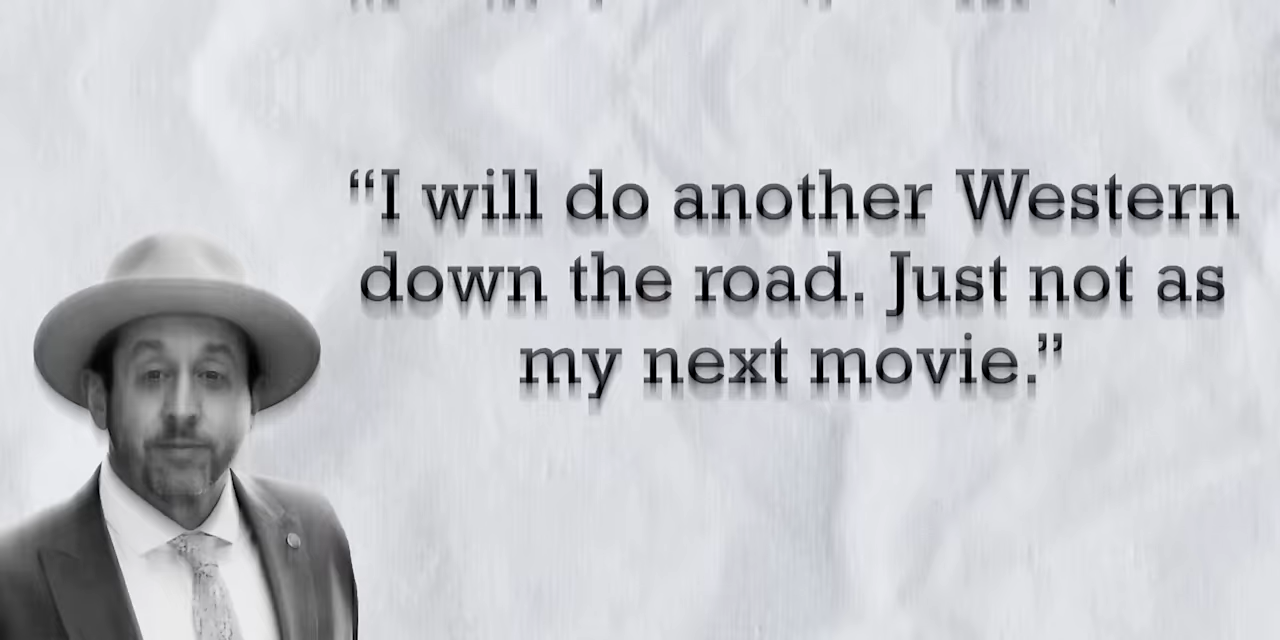 “I will do another Western
down the road. Just not as
my next movie.”